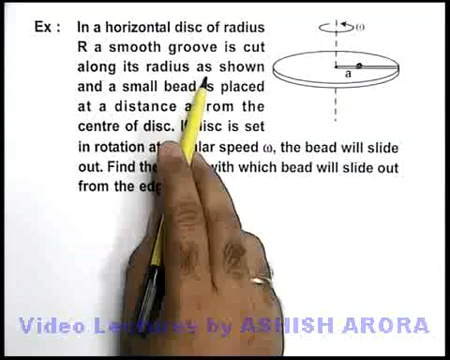 Ex : In a horizontal disc of radius
R a smooth groove is cut
along its radius as shown
and a small bead is placed
at a distance a from the
centre of disc. If disc is set
in rotation at lar speed ω, the bead will slide
out. Find the with which bead will slide out
from the edg
ω
a
Video Lectures by ASHISH ARORA